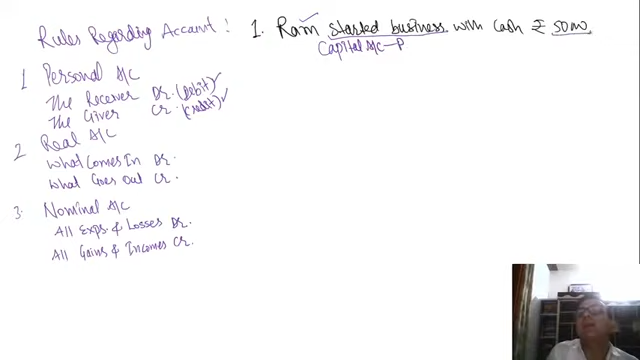 Rules Regarding Account!
1 Personal A/C
The Receiver Dr. (Debit) ✓
The Giver Cr. (Credit) ✓
2 Real A/C
What Comes In Dr.
What Goes Out Cr.
3. Nominal A/C
All Exps. & Losses Dr.
All Gains & Incomes Cr.
1. Ram ✓ started business with cash ₹ 5000
Capital A/C - P